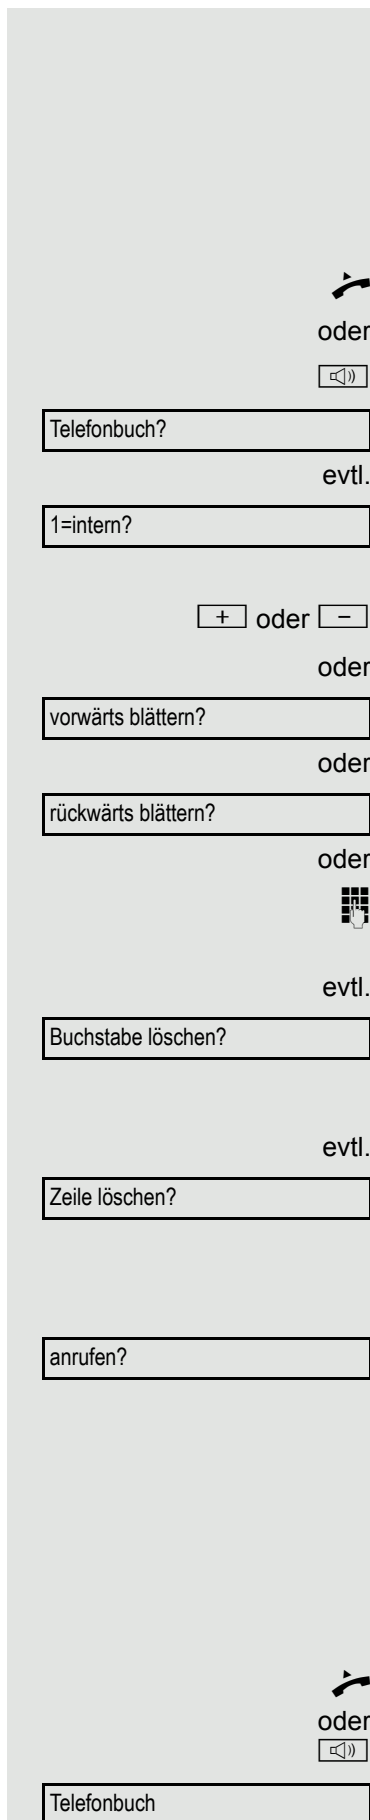 oder
Telefonbuch?
evtl.
1=intern?
+ oder −
oder
vorwärts blättern?
oder
rückwärts blättern?
oder
evtl.
Buchstabe löschen?
evtl.
Zeile löschen?
anrufen?
oder
Telefonbuch